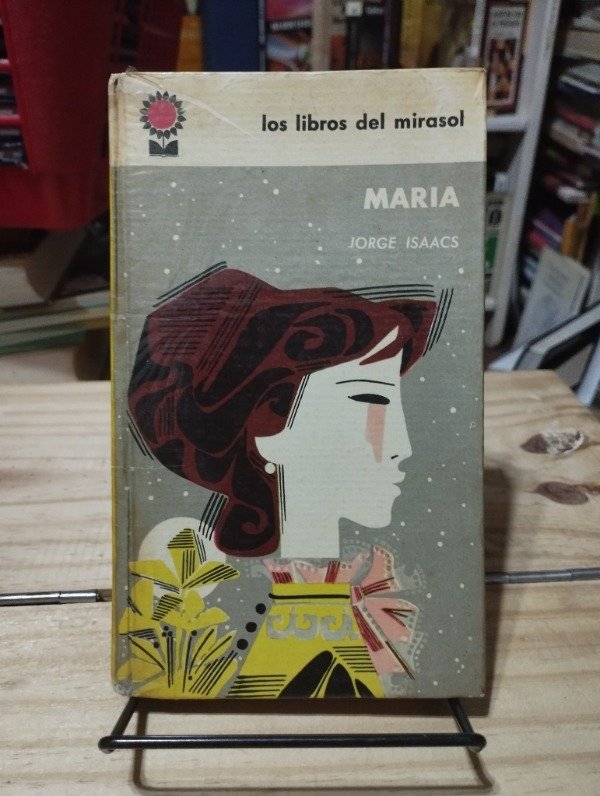 los libros del mirasol
MARIA
JORGE ISAACS